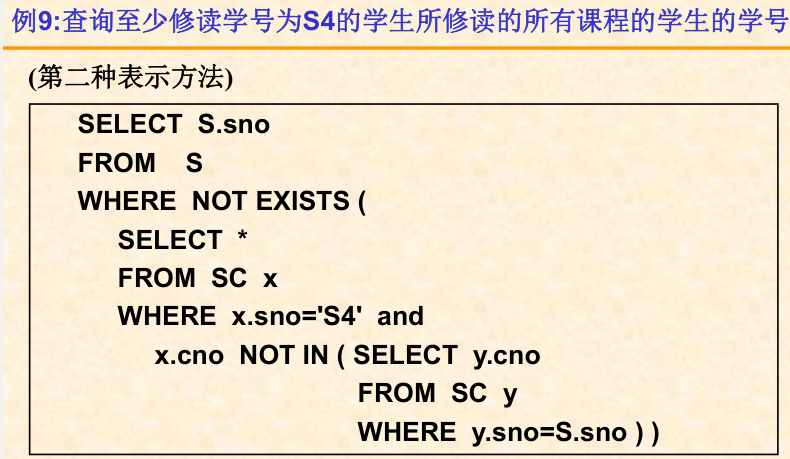 例9:查询至少修读学号为S4的学生所修读的所有课程的学生的学号
(第二种表示方法)
SELECT S.sno
FROM S
WHERE NOT EXISTS (
SELECT *
FROM SC x
WHERE x.sno='S4' and
x.cno NOT IN ( SELECT y.cno
FROM SC y
WHERE y.sno=S.sno ) )